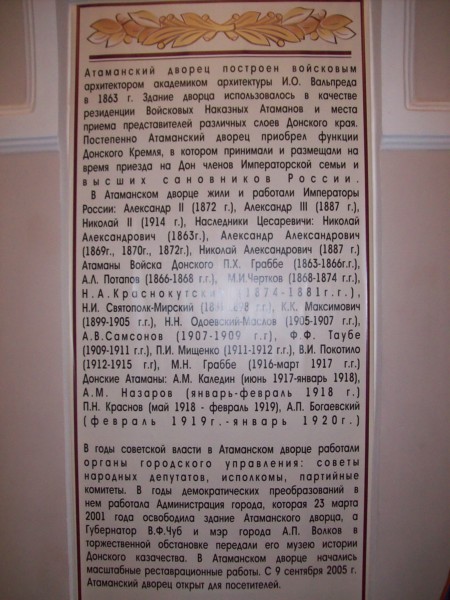 Атаманский дворец построен войсковым
архитектором академиком архитектуры И.О. Вальпреда
в 1863 г. Здание дворца использовалось в качестве
резиденции Войсковых Наказных Атаманов и места
приема представителей различных слоев Донского края.
Постепенно Атаманский дворец приобрел функции
Донского Кремля, в котором принимали и размещали на
время приезда на Дон членов Императорской семьи и
высших сановников России.
В Атаманском дворце жили и работали Императоры
России: Александр II (1872 г.), Александр III (1887 г.),
Николай II (1914 г.), Наследники Цесаревичи: Николай
Александрович (1863г.), Александр Александрович
(1869г., 1870г., 1872г.), Николай Александрович (1887 г.)
Атаманы Войска Донского П.Х. Граббе (1863-1866г.г.),
А.Л. Потапов (1866-1868 г.г.), М.И.Чертков (1868-1874 г.г.),
Н.А.Краснокутский (1874-1881г.г.),
Н.И. Святополк-Мирский г.г.), К.К. Максимович
(1899-1905 г.г.), Н.Н. Одоевский-Маслов (1905-1907 г.г.),
А.В.Самсонов (1907-1909 г.г), Ф.Ф. Таубе
(1909-1911 г.г.), П.И. Мищенко (1911-1912 г.г.), В.И. Покотило
(1912-1915 г.г), М.Н. Граббе (1916-март 1917 г.г.)
Донские Атаманы: А.М. Каледин (июнь 1917-январь 1918),
А.М. Назаров (январь-февраль 1918 г.)
П.Н. Краснов (май 1918 - февраль 1919), А.П. Богаевский
(февраль 1919г.-январь 1920г.)
В годы советской власти в Атаманском дворце работали
органы городского управления: советы
народных депутатов, исполкомы, партийные
комитеты. В годы демократических преобразований в
нем работала Администрация города, которая 23 марта
2001 года освободила здание Атаманского дворца, а
Губернатор В.Ф.Чуб и мэр города А.П. Волков в
торжественной обстановке передали его музею истории
Донского казачества. В Атаманском дворце начались
масштабные реставрационные работы. С 9 сентября 2005 г.
Атаманский дворец открыт для посетителей.